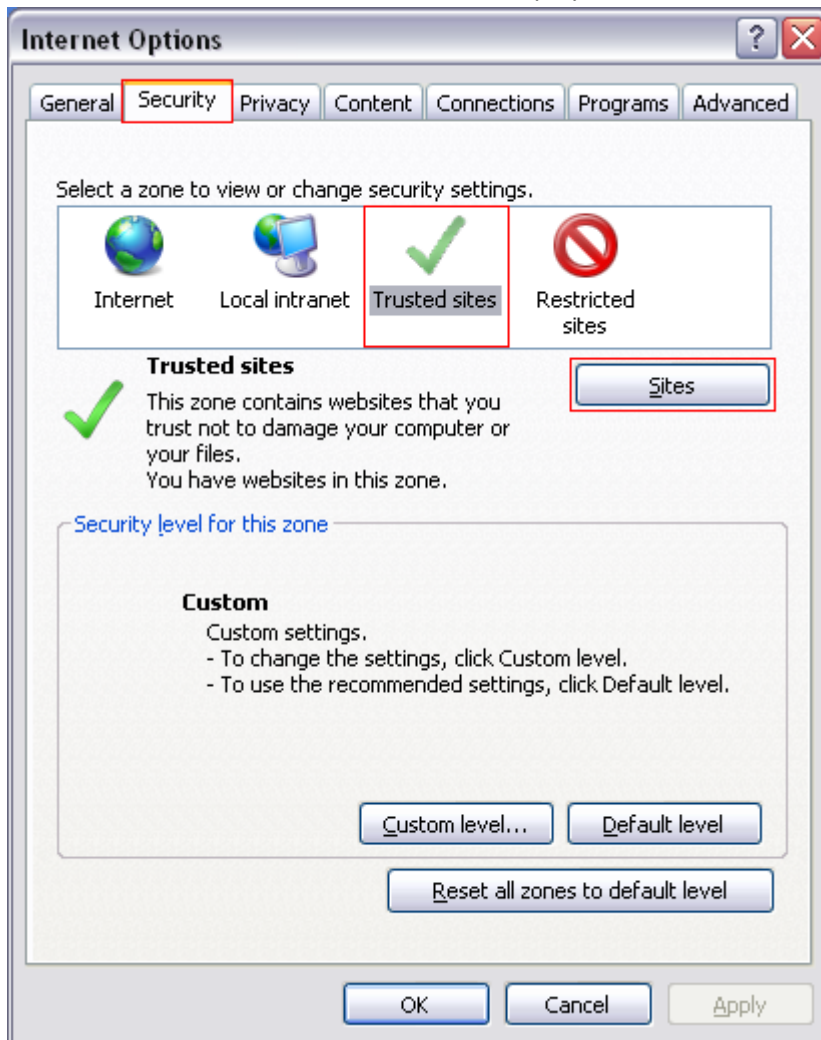 Internet Options
General Security Privacy Content Connections Programs Advanced
Select a zone to view or change security settings.
Internet Local intranet Trusted sites Restricted sites
Trusted sites
Sites
This zone contains websites that you
trust not to damage your computer or
your files.
You have websites in this zone.
Security level for this zone
Custom
Custom settings.
- To change the settings, click Custom level.
- To use the recommended settings, click Default level.
Custom level... Default level
Reset all zones to default level
OK Cancel Apply